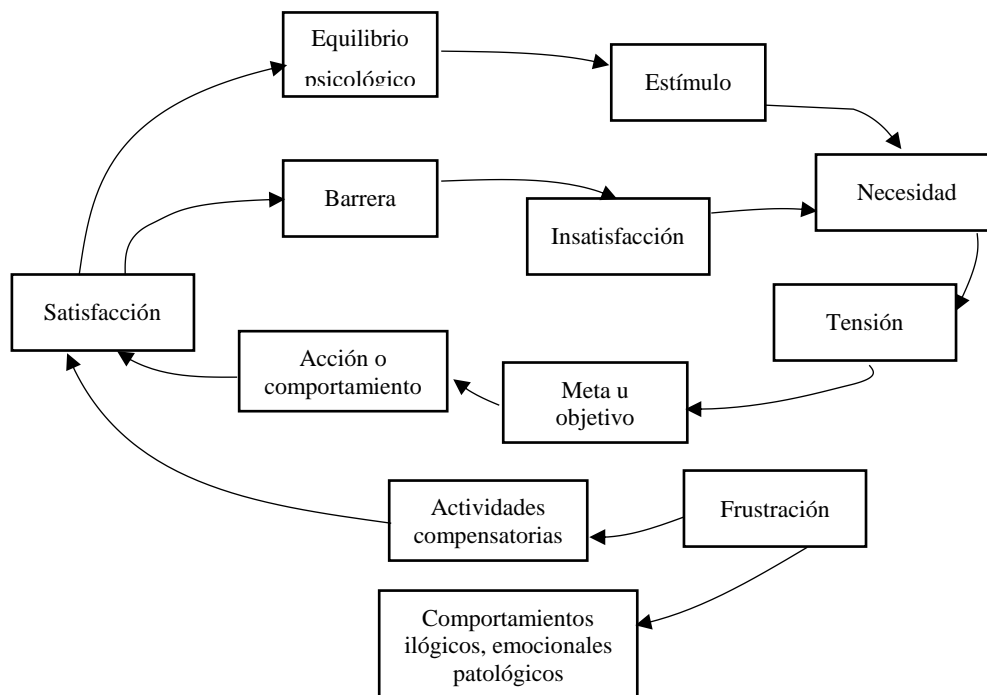 Equilibrio
psicológico
Estímulo
Necesidad
Barrera
Insatisfacción
Satisfacción
Tensión
Acción o
comportamiento
Meta u
objetivo
Actividades
compensatorias
Frustración
Comportamientos
ilógicos, emocionales
patológicos